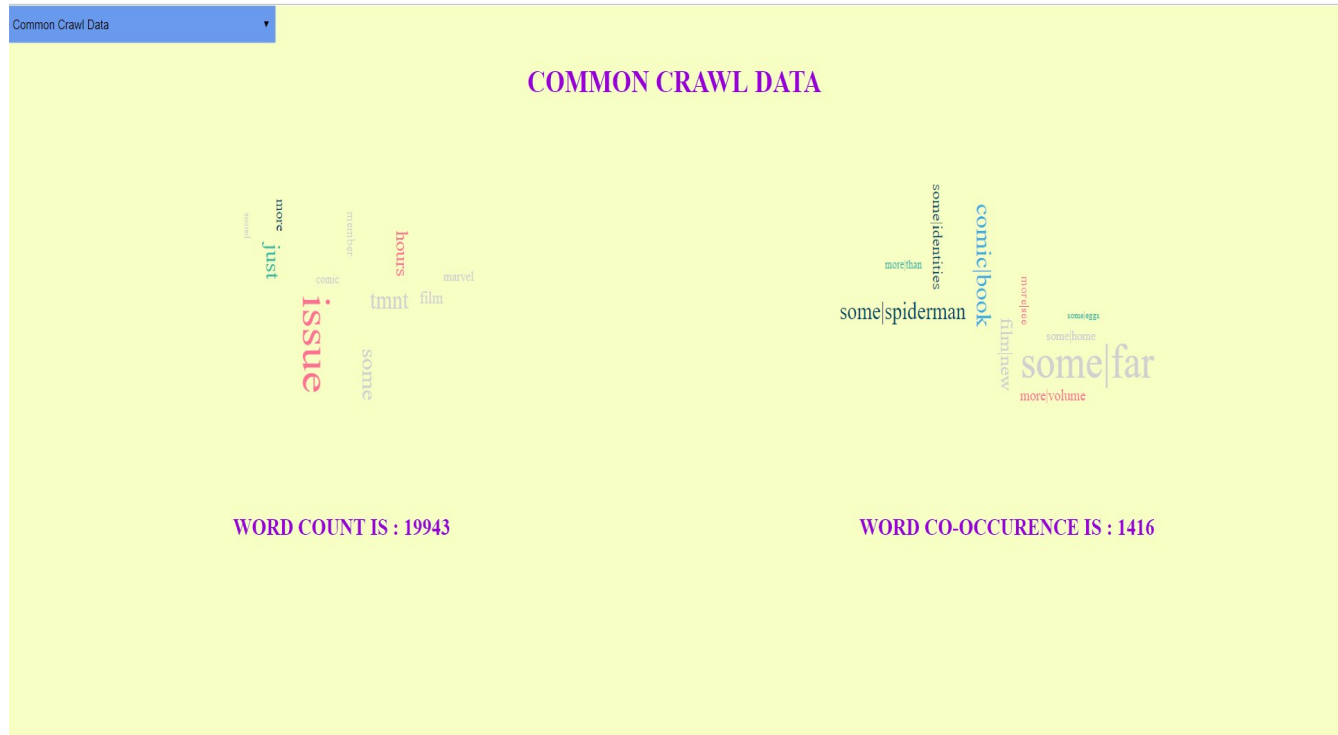 Common Crawl Data
COMMON CRAWL DATA
more
just
member
hours
comic
marvel
tmnt
film
issue
some
some|identities
comic|book
more|than
some|spiderman
more|see
film|new
some|eggs
some|home
some|far
more|volume
WORD COUNT IS : 19943
WORD CO-OCCURENCE IS : 1416